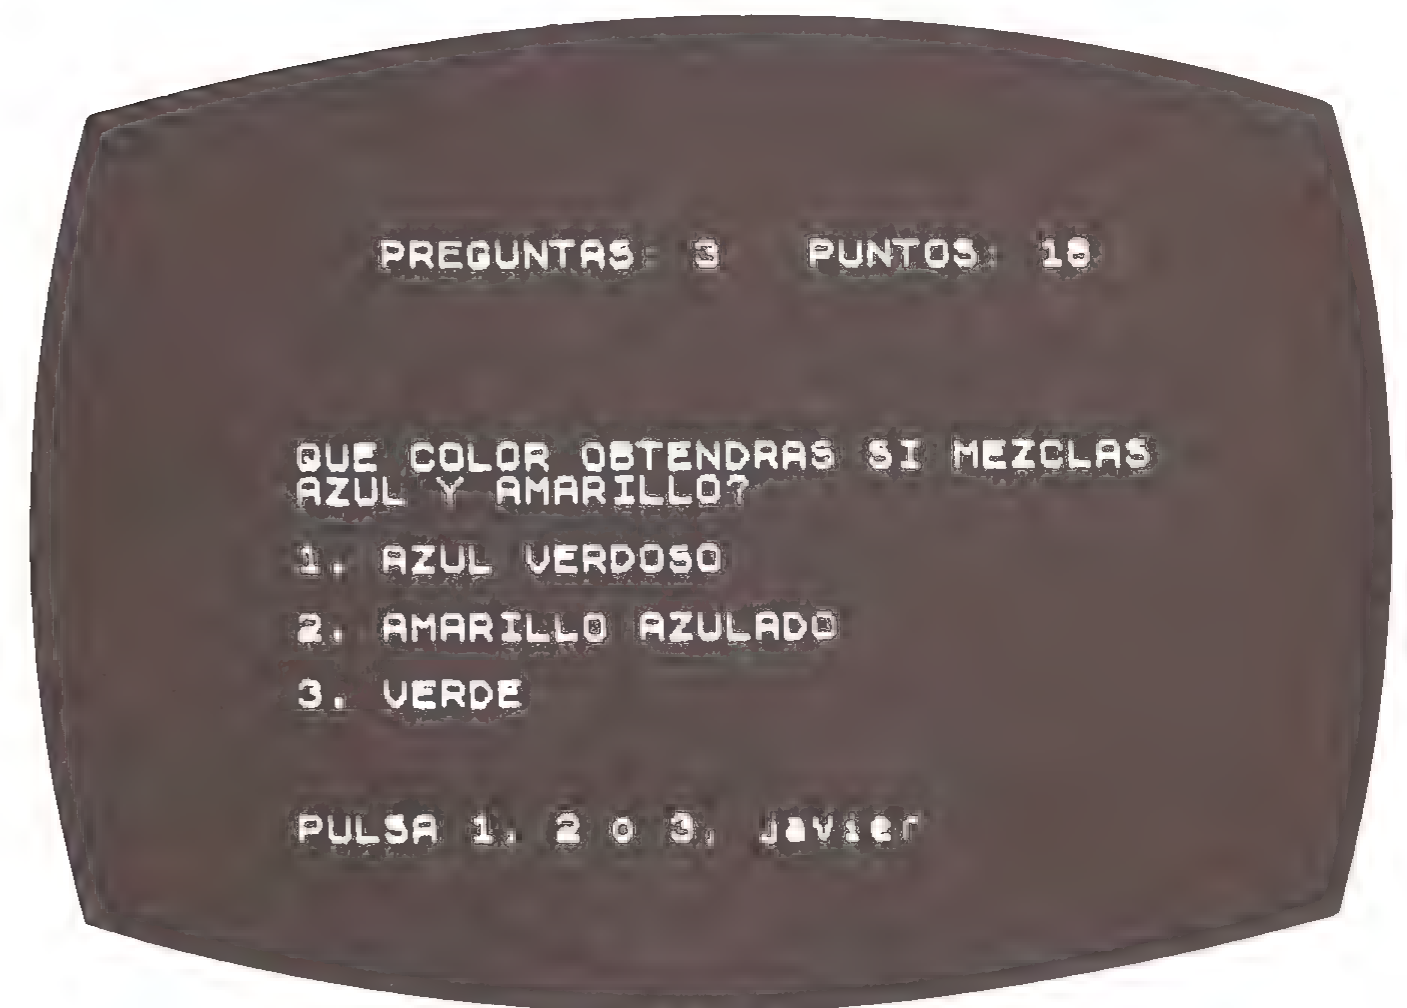 PREGUNTAS: 3 PUNTOS: 18
QUE COLOR OBTENDRAS SI MEZCLAS
AZUL Y AMARILLO?
1. AZUL VERDOSO
2. AMARILLO AZULADO
3. VERDE
PULSA 1, 2 o 3, Javier